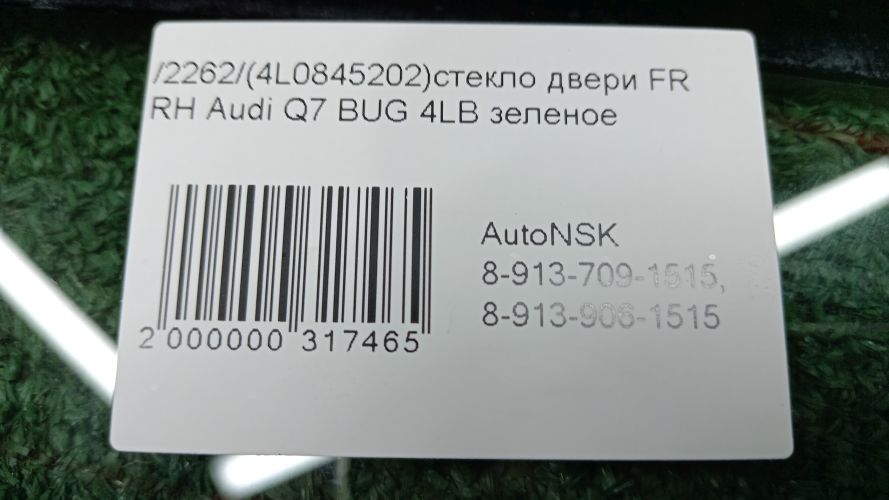 /2262/(4L0845202)стекло двери FR
RH Audi Q7 BUG 4LB зеленое
AutoNSK
8-913-709-1515,
8-913-906-1515
2 000000 317465